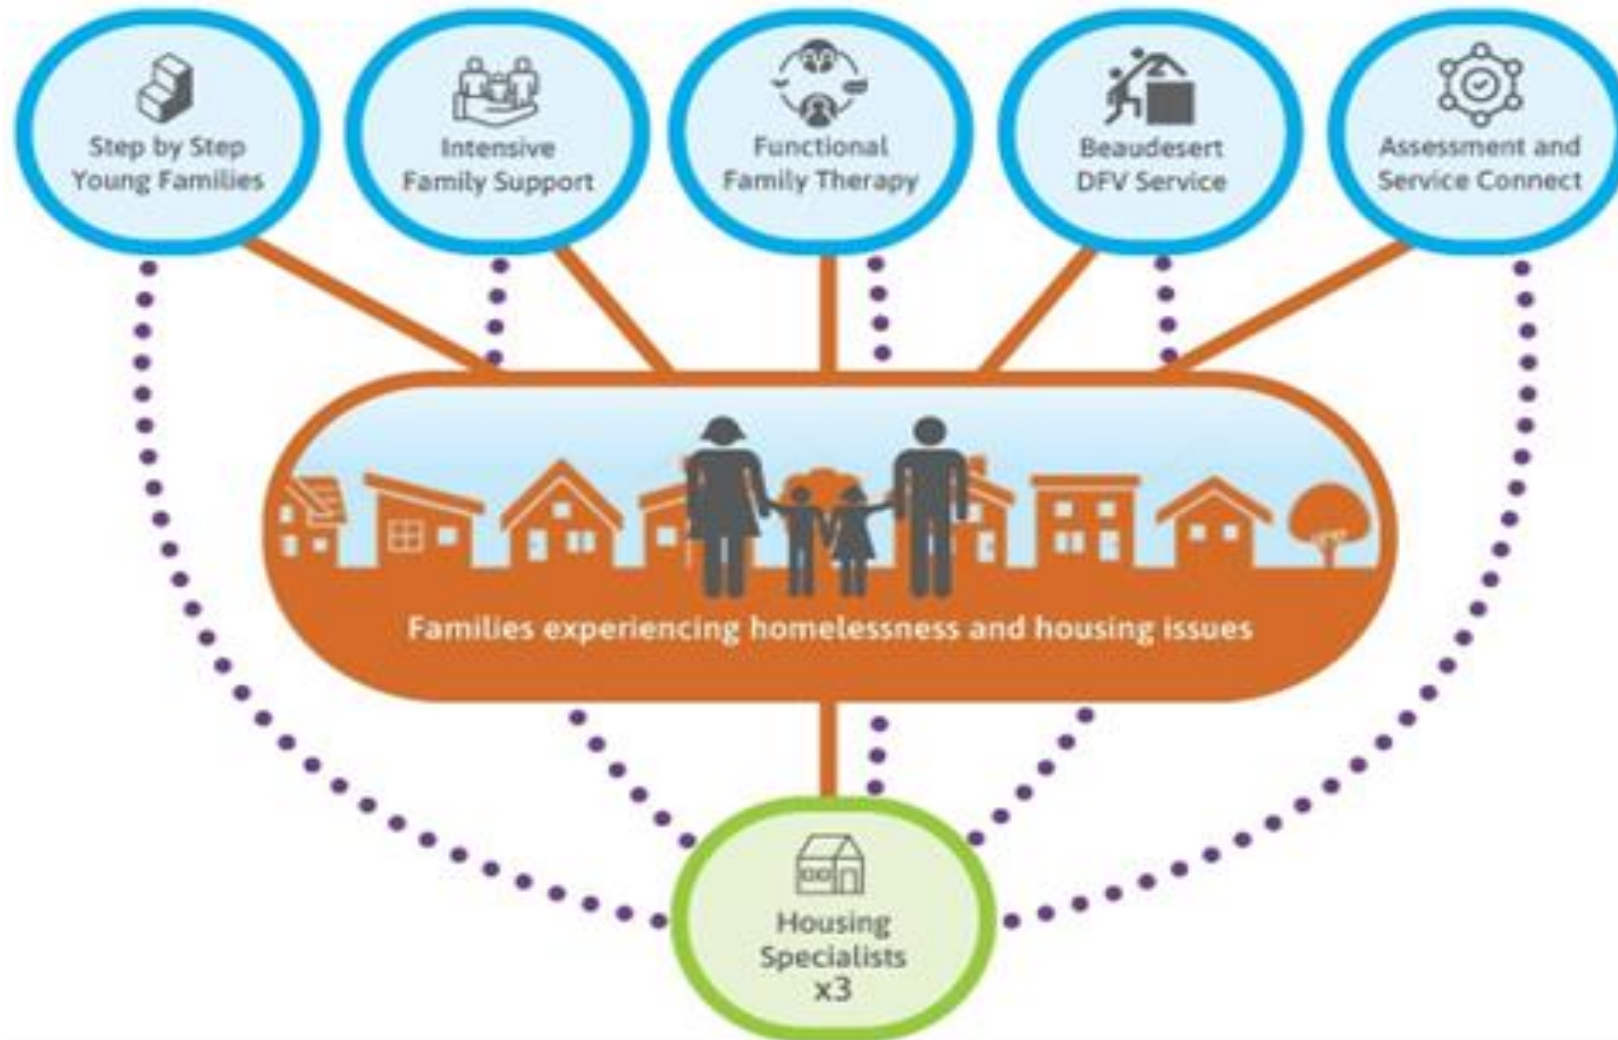 Step by Step
Young Families
Intensive
Family Support
Functional
Family Therapy
Beaudesert
DFV Service
Assessment and
Service Connect
Families experiencing homelessness and housing issues
Housing
Specialists
x3